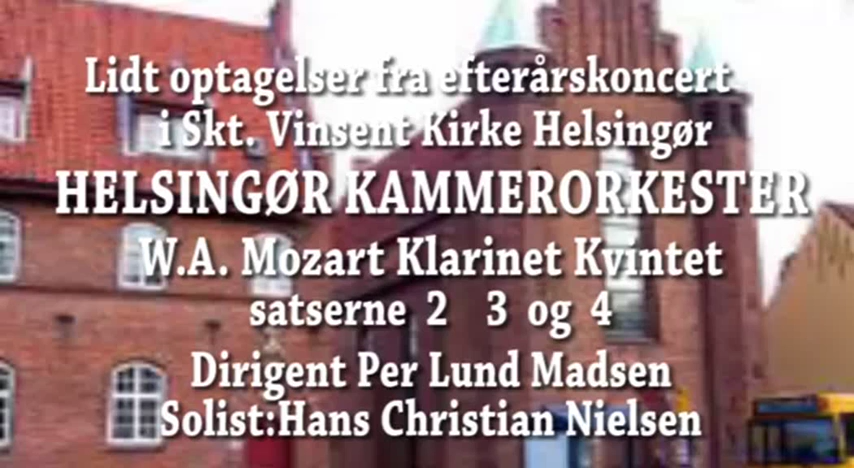 Lidt optagelser fra efterårskoncert
i Skt. Vinsent Kirke Helsingør
HELSINGØR KAMMERORKESTER
W.A. Mozart Klarinet Kvintet
satserne 2 3 og 4
Dirigent Per Lund Madsen
Solist:Hans Christian Nielsen